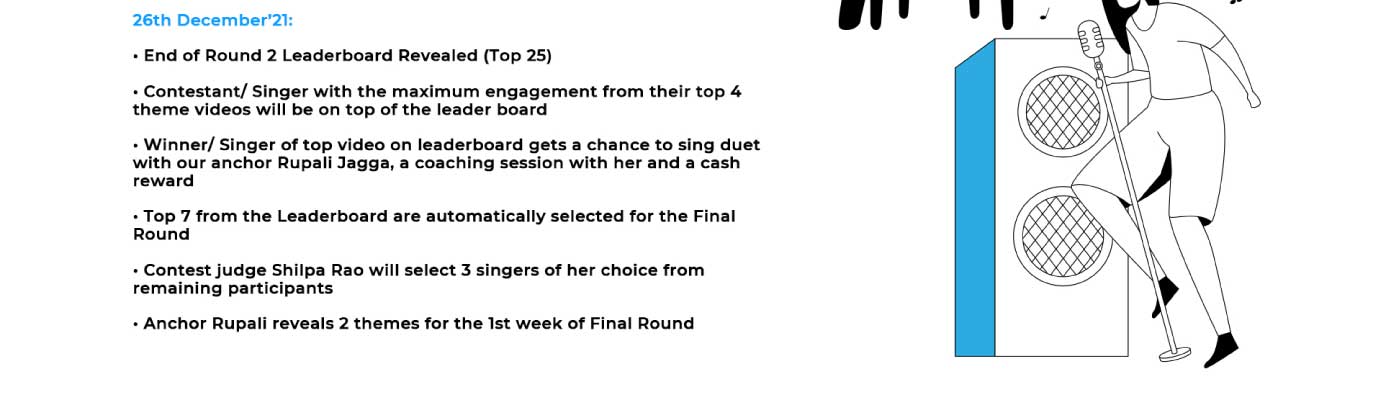 26th December'21:
• End of Round 2 Leaderboard Revealed (Top 25)
• Contestant/ Singer with the maximum engagement from their top 4
theme videos will be on top of the leader board
• Winner/ Singer of top video on leaderboard gets a chance to sing duet
with our anchor Rupali Jagga, a coaching session with her and a cash
reward
• Top 7 from the Leaderboard are automatically selected for the Final
Round
• Contest judge Shilpa Rao will select 3 singers of her choice from
remaining participants
• Anchor Rupali reveals 2 themes for the 1st week of Final Round